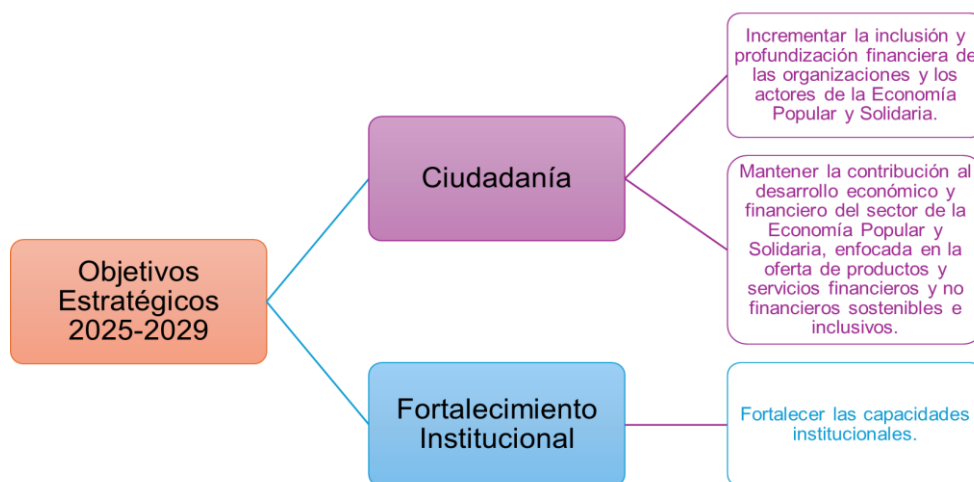 Objetivos
Estratégicos
2025-2029
Ciudadanía
Incrementar la inclusión y
profundización financiera de
las organizaciones y los
actores de la Economía
Popular y Solidaria.
Mantener la contribución al
desarrollo económico y
financiero del sector de la
Economía Popular y
Solidaria, enfocada en la
oferta de productos y
servicios financieros y no
financieros sostenibles e
inclusivos.
Fortalecimiento
Institucional
Fortalecer las capacidades
institucionales.